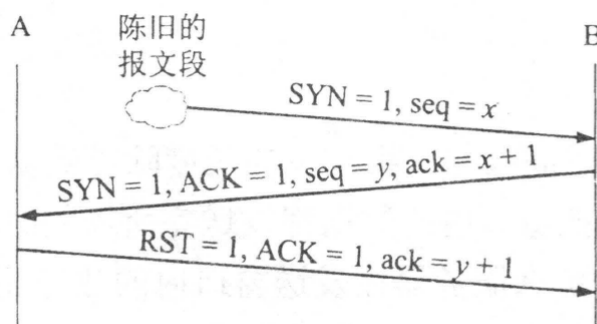 A
陈旧的
报文段
B
SYN = 1, seq = x
SYN = 1, ACK = 1, seq = y, ack = x + 1
RST = 1, ACK = 1, ack = y + 1